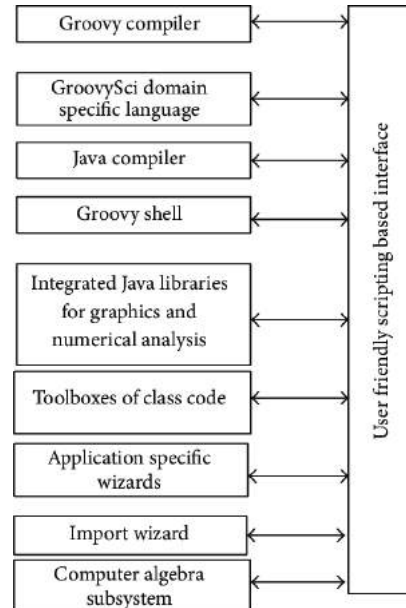 Groovy compiler
GroovySci domain
specific language
Java compiler
Groovy shell
Integrated Java libraries
for graphics and
numerical analysis
Toolboxes of class code
Application specific
wizards
Import wizard
Computer algebra
subsystem
User friendly scripting based interface